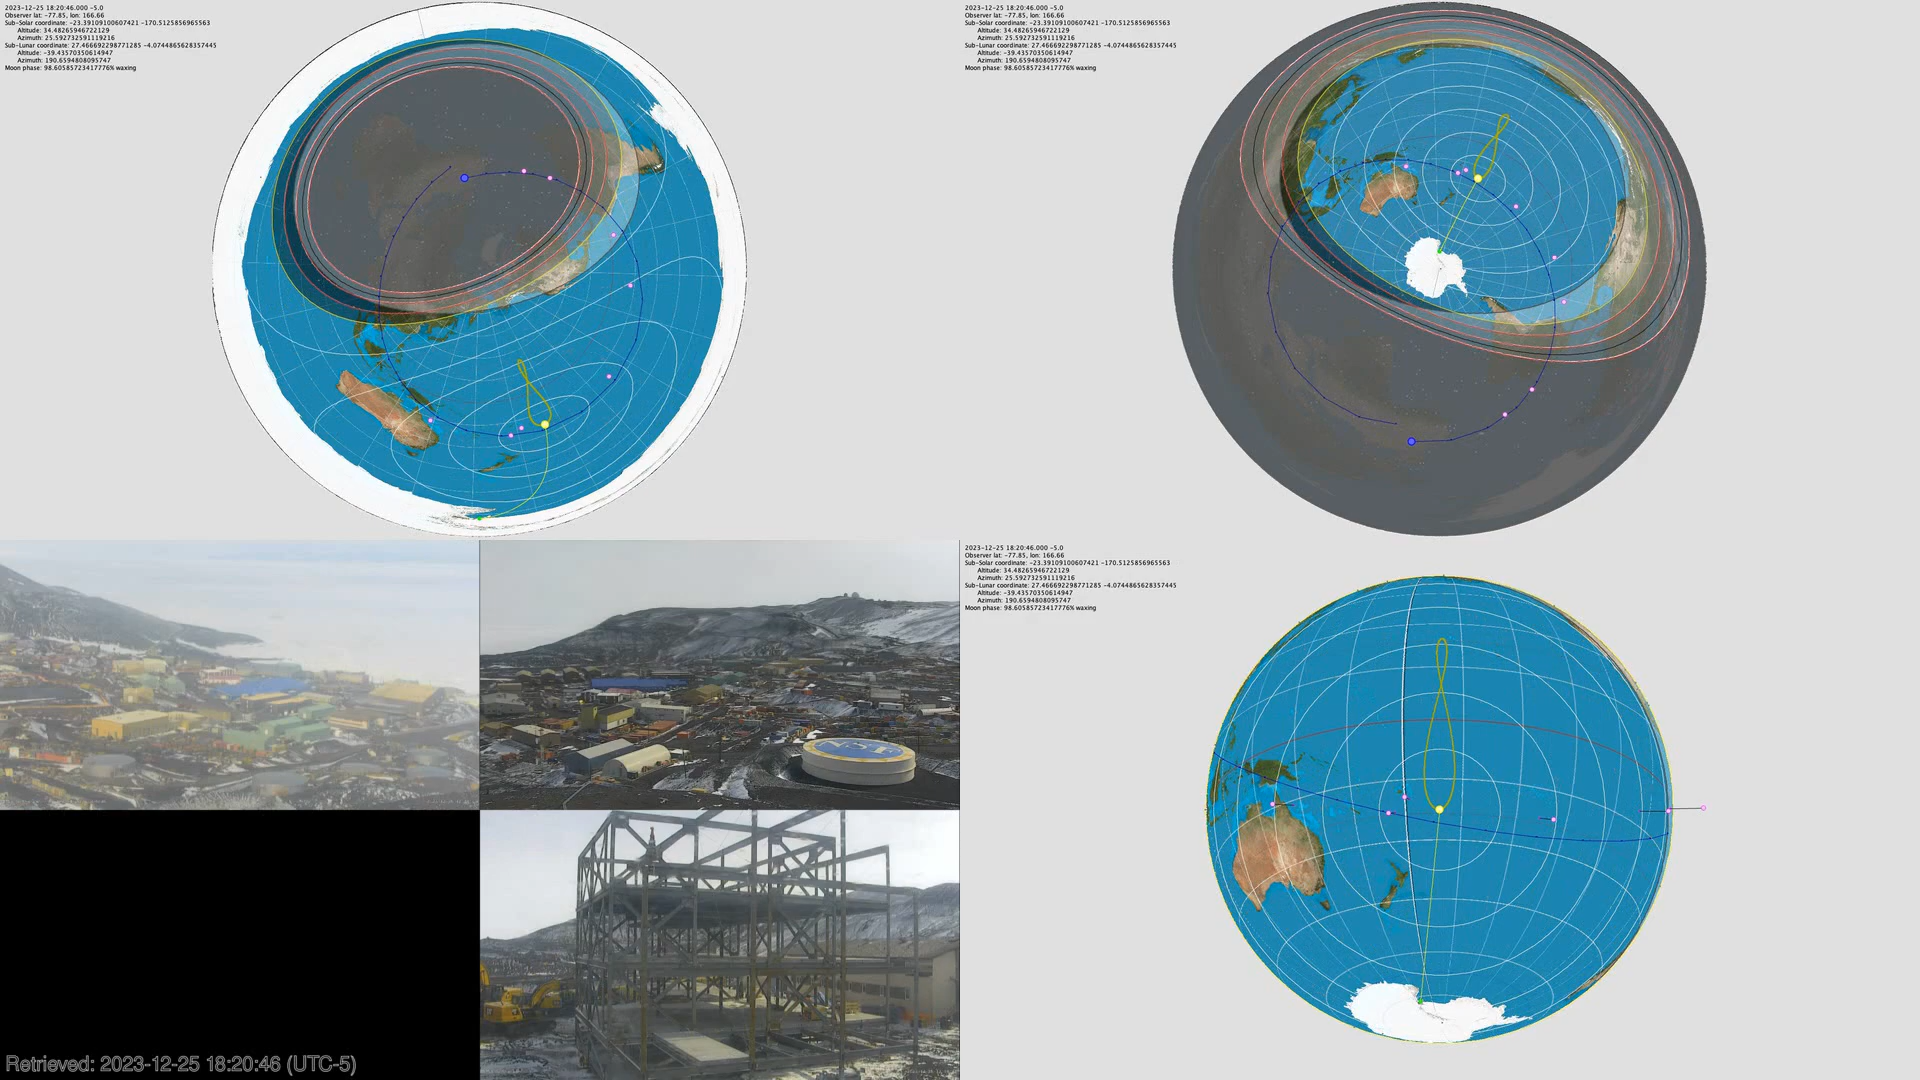 2023-12-25 18:20:46.000 -5.0
Observer lat: -77.85, lon: 166.66
Sub-Solar coordinate: -23.39109100607421 -170.5125856965563
Altitude: 34.48265946722129
Azimuth: 25.592732591119216
Sub-Lunar coordinate: 27.466692298771285 -4.0744865628357445
Altitude: -39.43570350614947
Azimuth: 190.6594808095747
Moon phase: 98.60585723417776% waxing
2023-12-25 18:20:46.000 -5.0
Observer lat: -77.85, lon: 166.66
Sub-Solar coordinate: -23.39109100607421 -170.5125856965563
Altitude: 34.48265946722129
Azimuth: 25.592732591119216
Sub-Lunar coordinate: 27.466692298771285 -4.0744865628357445
Altitude: -39.43570350614947
Azimuth: 190.6594808095747
Moon phase: 98.60585723417776% waxing
NSF
2023-12-25 18:20:46.000 -5.0
Observer lat: -77.85, lon: 166.66
Sub-Solar coordinate: -23.39109100607421 -170.5125856965563
Altitude: 34.48265946722129
Azimuth: 25.592732591119216
Sub-Lunar coordinate: 27.466692298771285 -4.0744865628357445
Altitude: -39.43570350614947
Azimuth: 190.6594808095747
Moon phase: 98.60585723417776% waxing
Retrieved: 2023-12-25 18:20:46 (UTC-5)